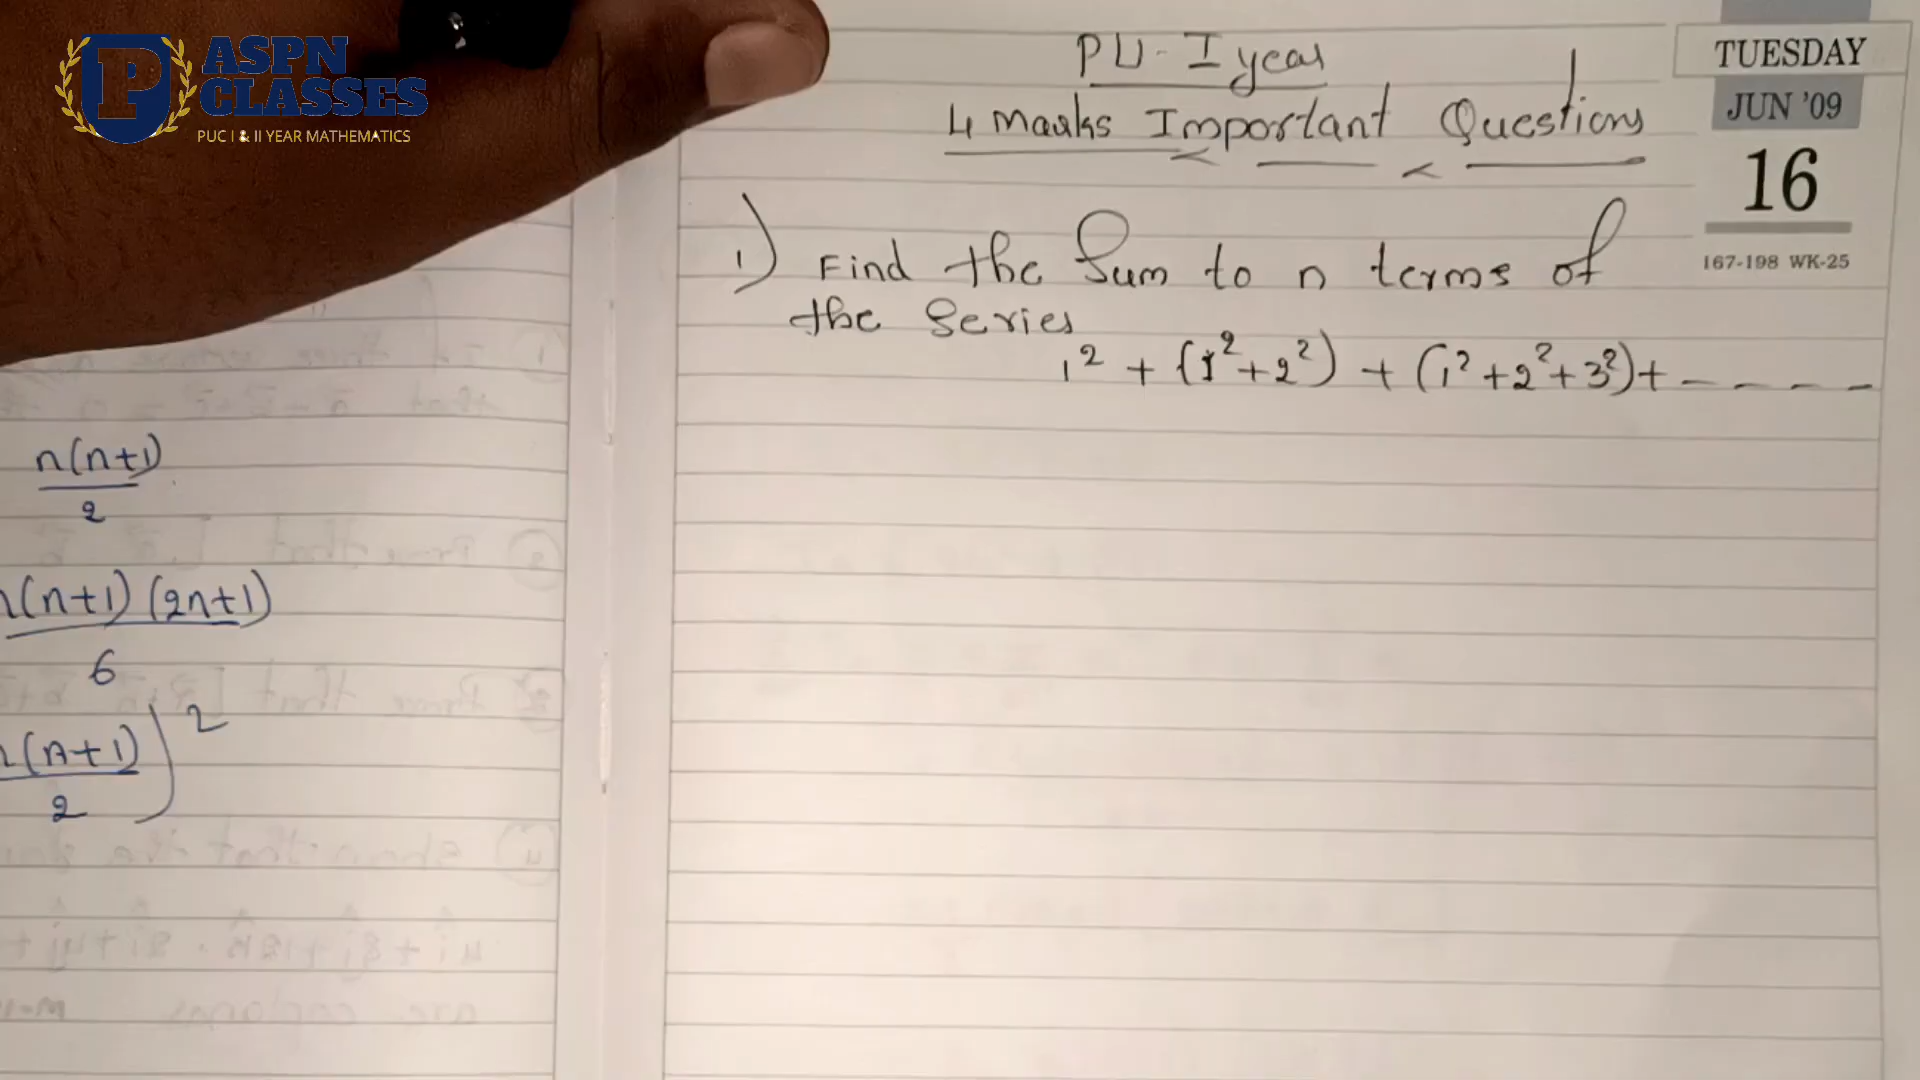 ASPN
CLASSES
PUC I & II YEAR MATHEMATICS
PU - I year
4 marks Important Questions
TUESDAY
JUN '09
16
167-198 WK-25
1) Find the Sum to n terms of
the Series
1² + (1²+2²) + (1²+2²+3²)+ - - - -
n(n+1)
2
n(n+1)(2n+1)
6
n(n+1)
2
)²